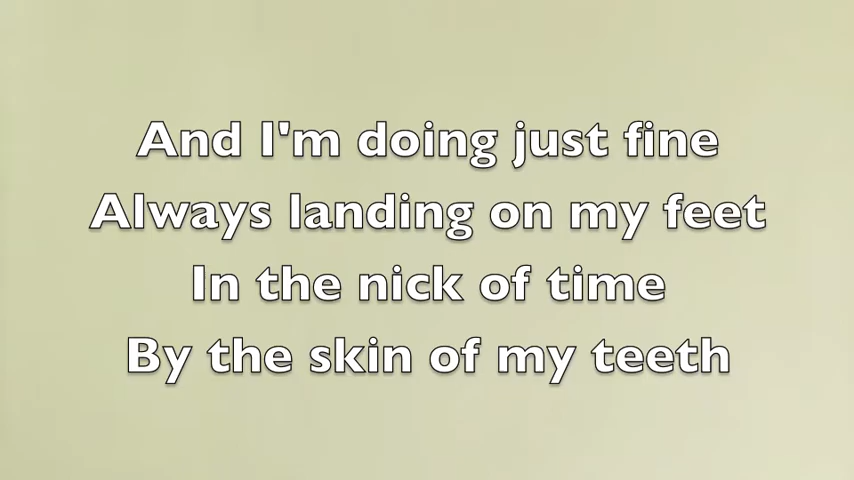 And I'm doing just fine
Always landing on my feet
In the nick of time
By the skin of my teeth